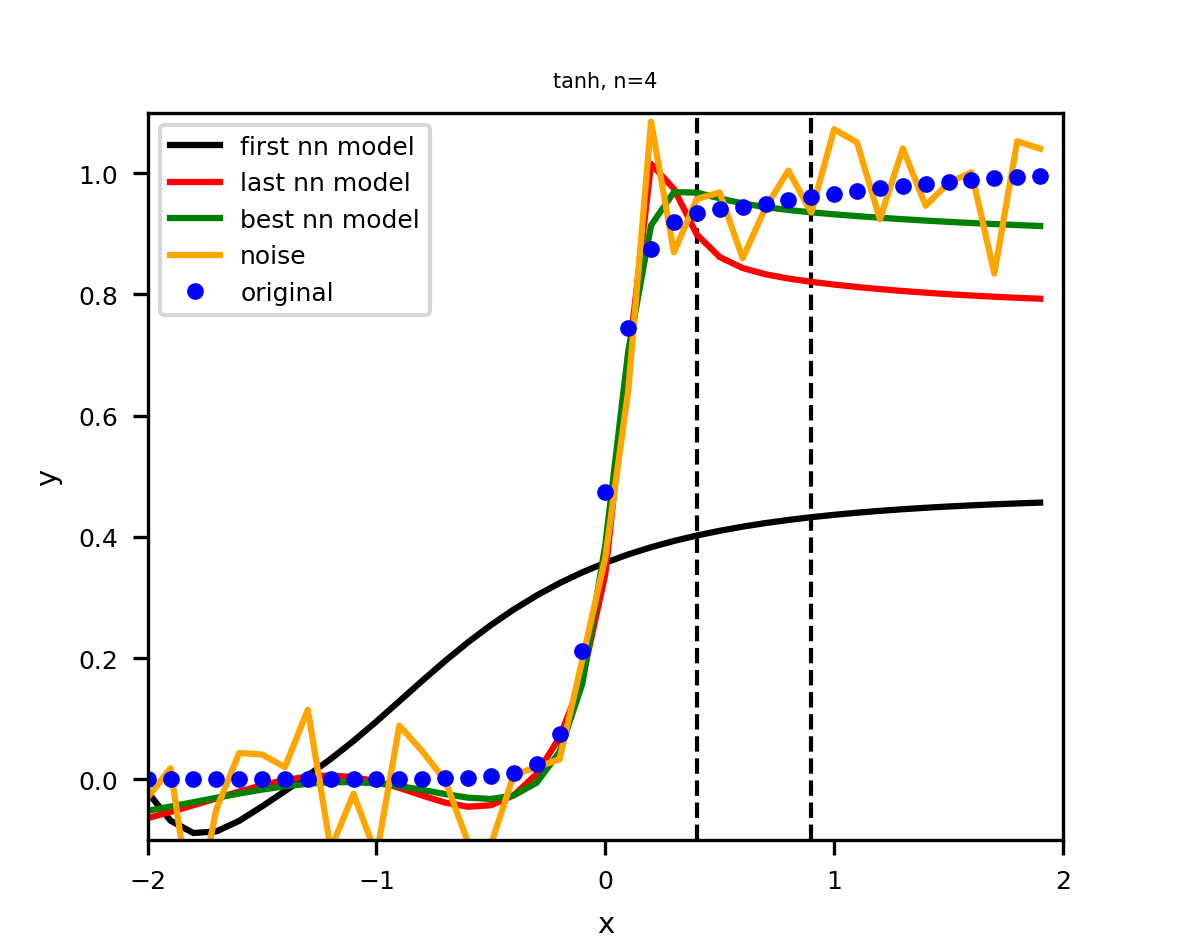 tanh, n=4
first nn model
last nn model
best nn model
noise
original
1.0
0.8
0.6
0.4
0.2
0.0
y
−2
−1
0
1
2
x